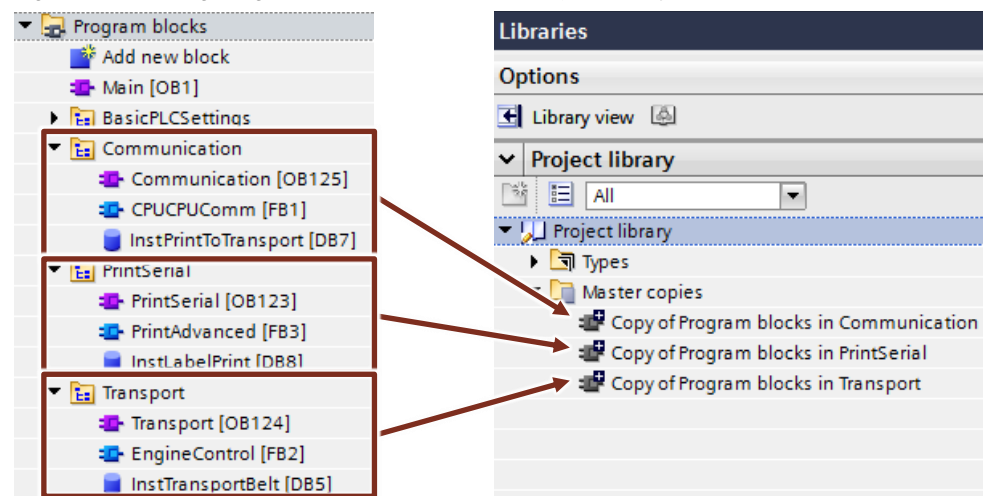 Program blocks
Add new block
Main [OB1]
BasicPLCSettings
Communication
Communication [OB125]
CPUCPUComm [FB1]
InstPrintToTransport [DB7]
PrintSerial
PrintSerial [OB123]
PrintAdvanced [FB3]
InstLabelPrint [DB8]
Transport
Transport [OB124]
EngineControl [FB2]
InstTransportBelt [DB5]
Libraries
Options
Library view
Project library
All
Project library
Types
Master copies
Copy of Program blocks in Communication
Copy of Program blocks in PrintSerial
Copy of Program blocks in Transport